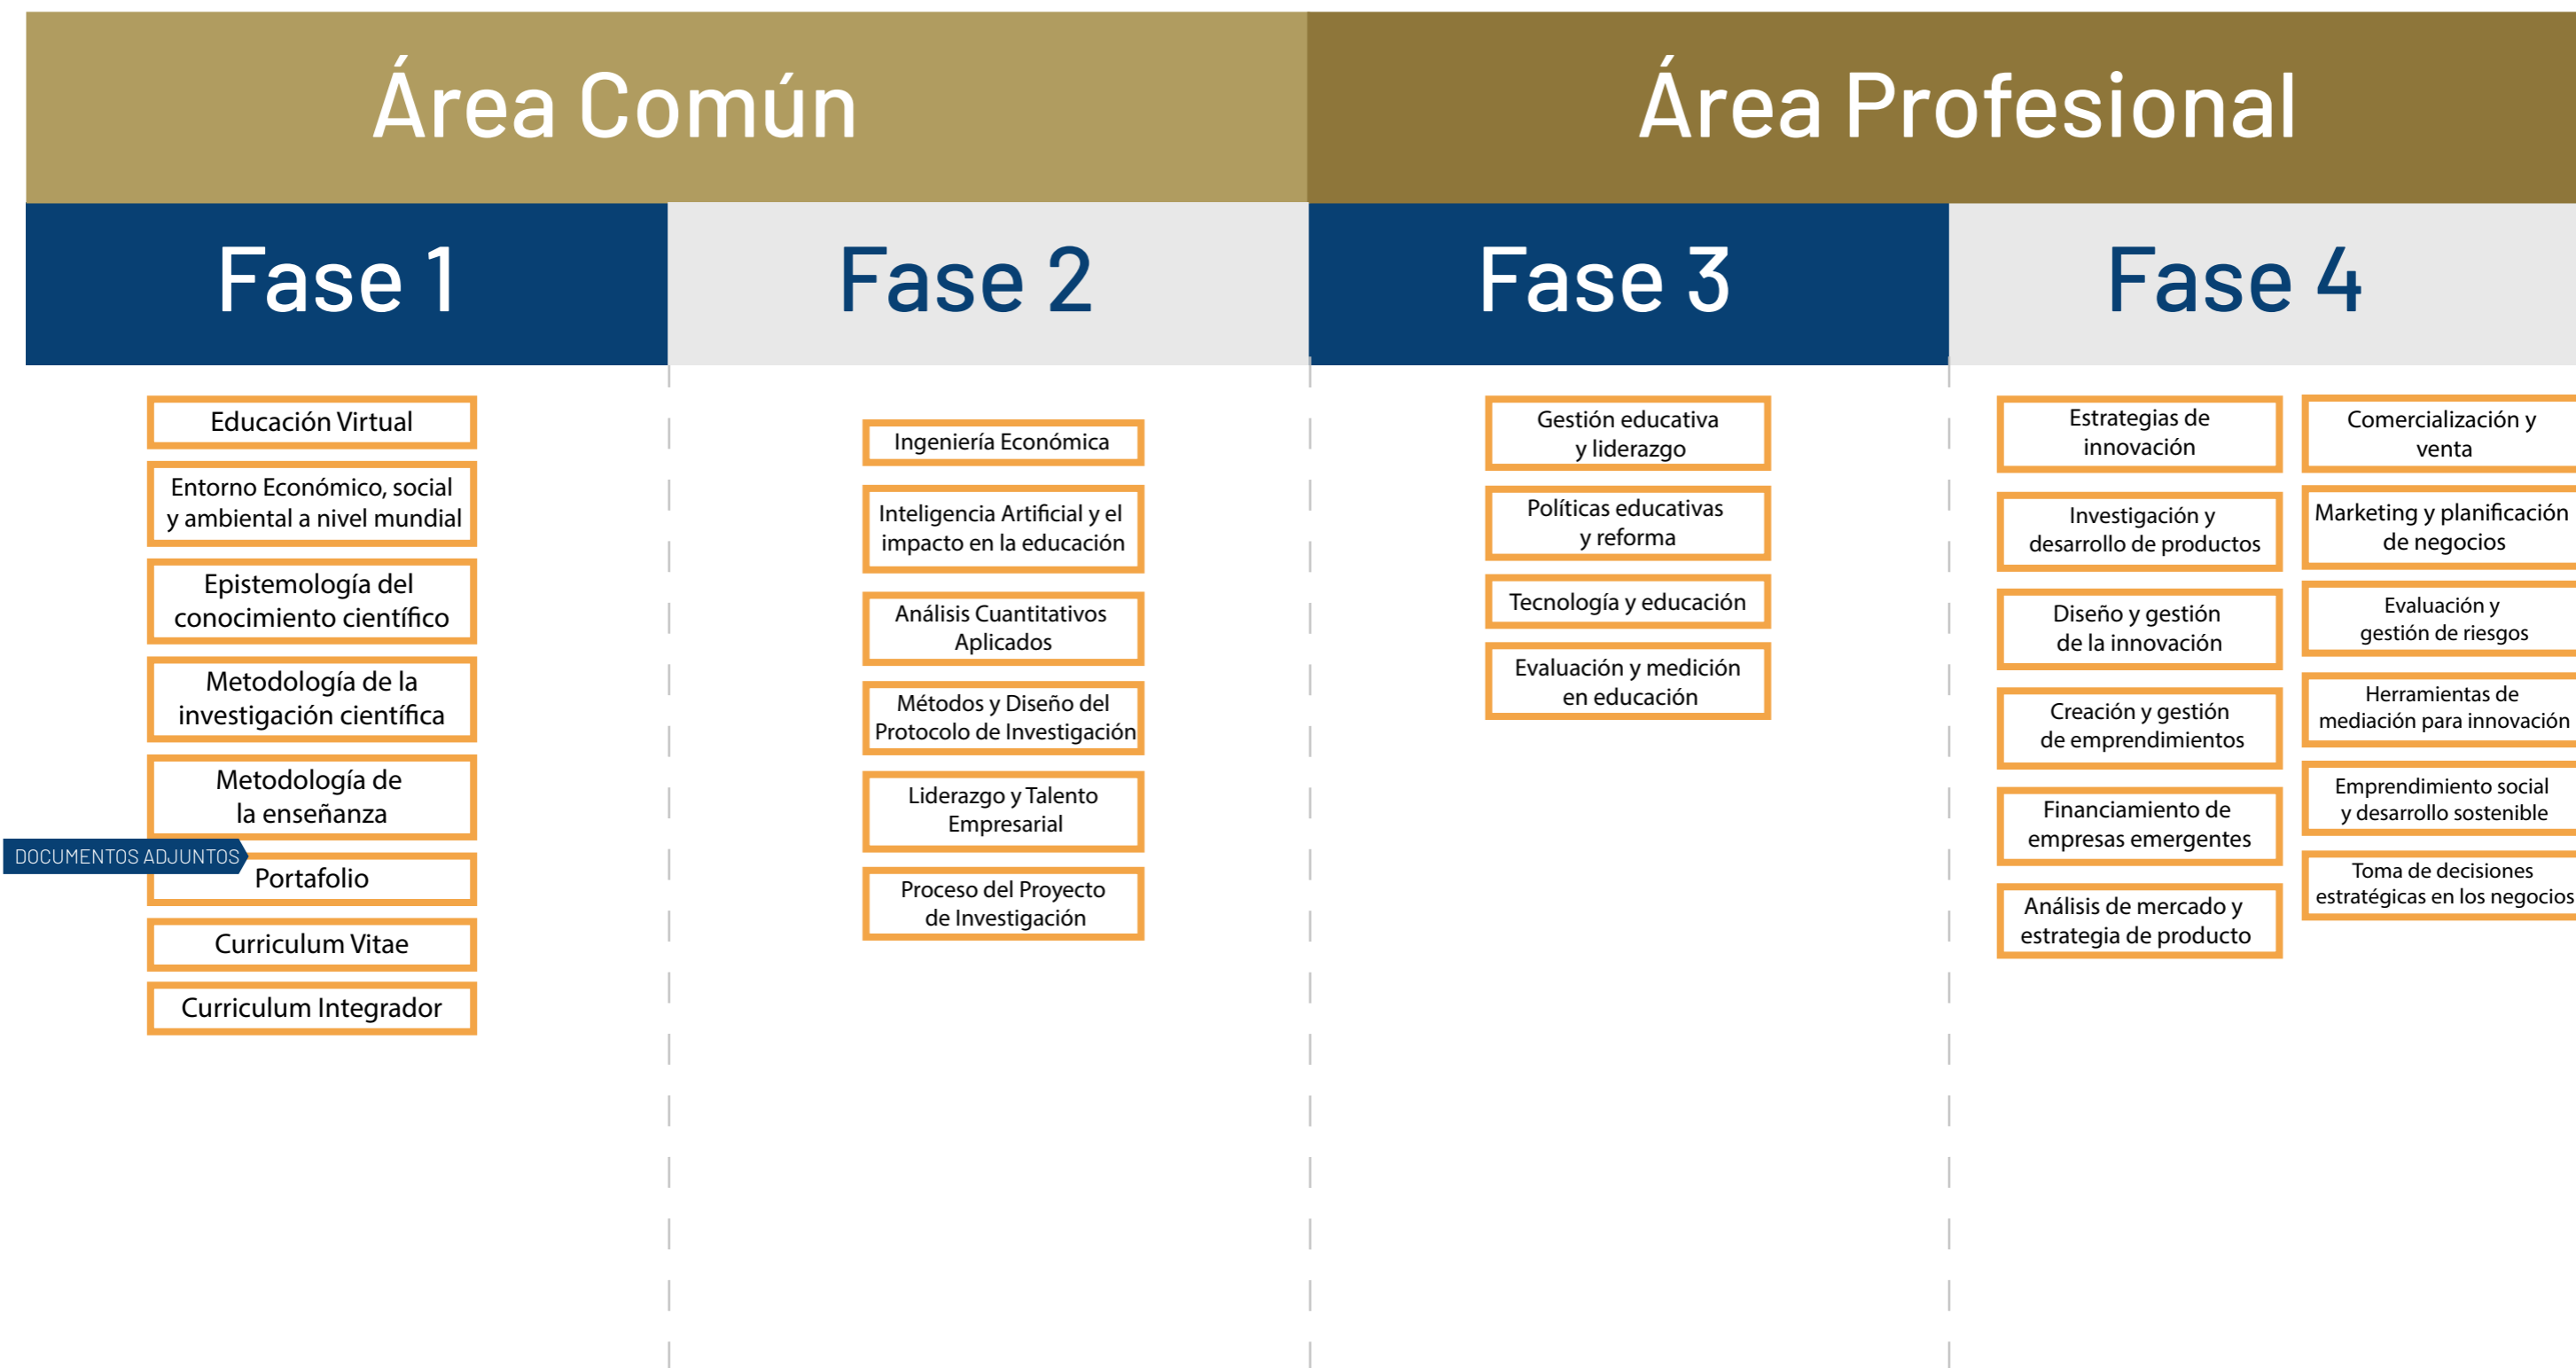 Área Común
Área Profesional
Fase 1
Fase 2
Fase 3
Fase 4
Educación Virtual
Entorno Económico, social
y ambiental a nivel mundial
Epistemología del
conocimiento científico
Metodología de la
investigación científica
Metodología de
la enseñanza
DOCUMENTOS ADJUNTOS
Portafolio
Curriculum Vitae
Curriculum Integrador
Ingeniería Económica
Inteligencia Artificial y el
impacto en la educación
Análisis Cuantitativos
Aplicados
Métodos y Diseño del
Protocolo de Investigación
Liderazgo y Talento
Empresarial
Proceso del Proyecto
de Investigación
Gestión educativa
y liderazgo
Políticas educativas
y reforma
Tecnología y educación
Evaluación y medición
en educación
Estrategias de
innovación
Investigación y
desarrollo de productos
Diseño y gestión
de la innovación
Creación y gestión
de emprendimientos
Financiamiento de
empresas emergentes
Análisis de mercado y
estrategia de producto
Comercialización y
venta
Marketing y planificación
de negocios
Evaluación y
gestión de riesgos
Herramientas de
mediación para innovación
Emprendimiento social
y desarrollo sostenible
Toma de decisiones
estratégicas en los negocios